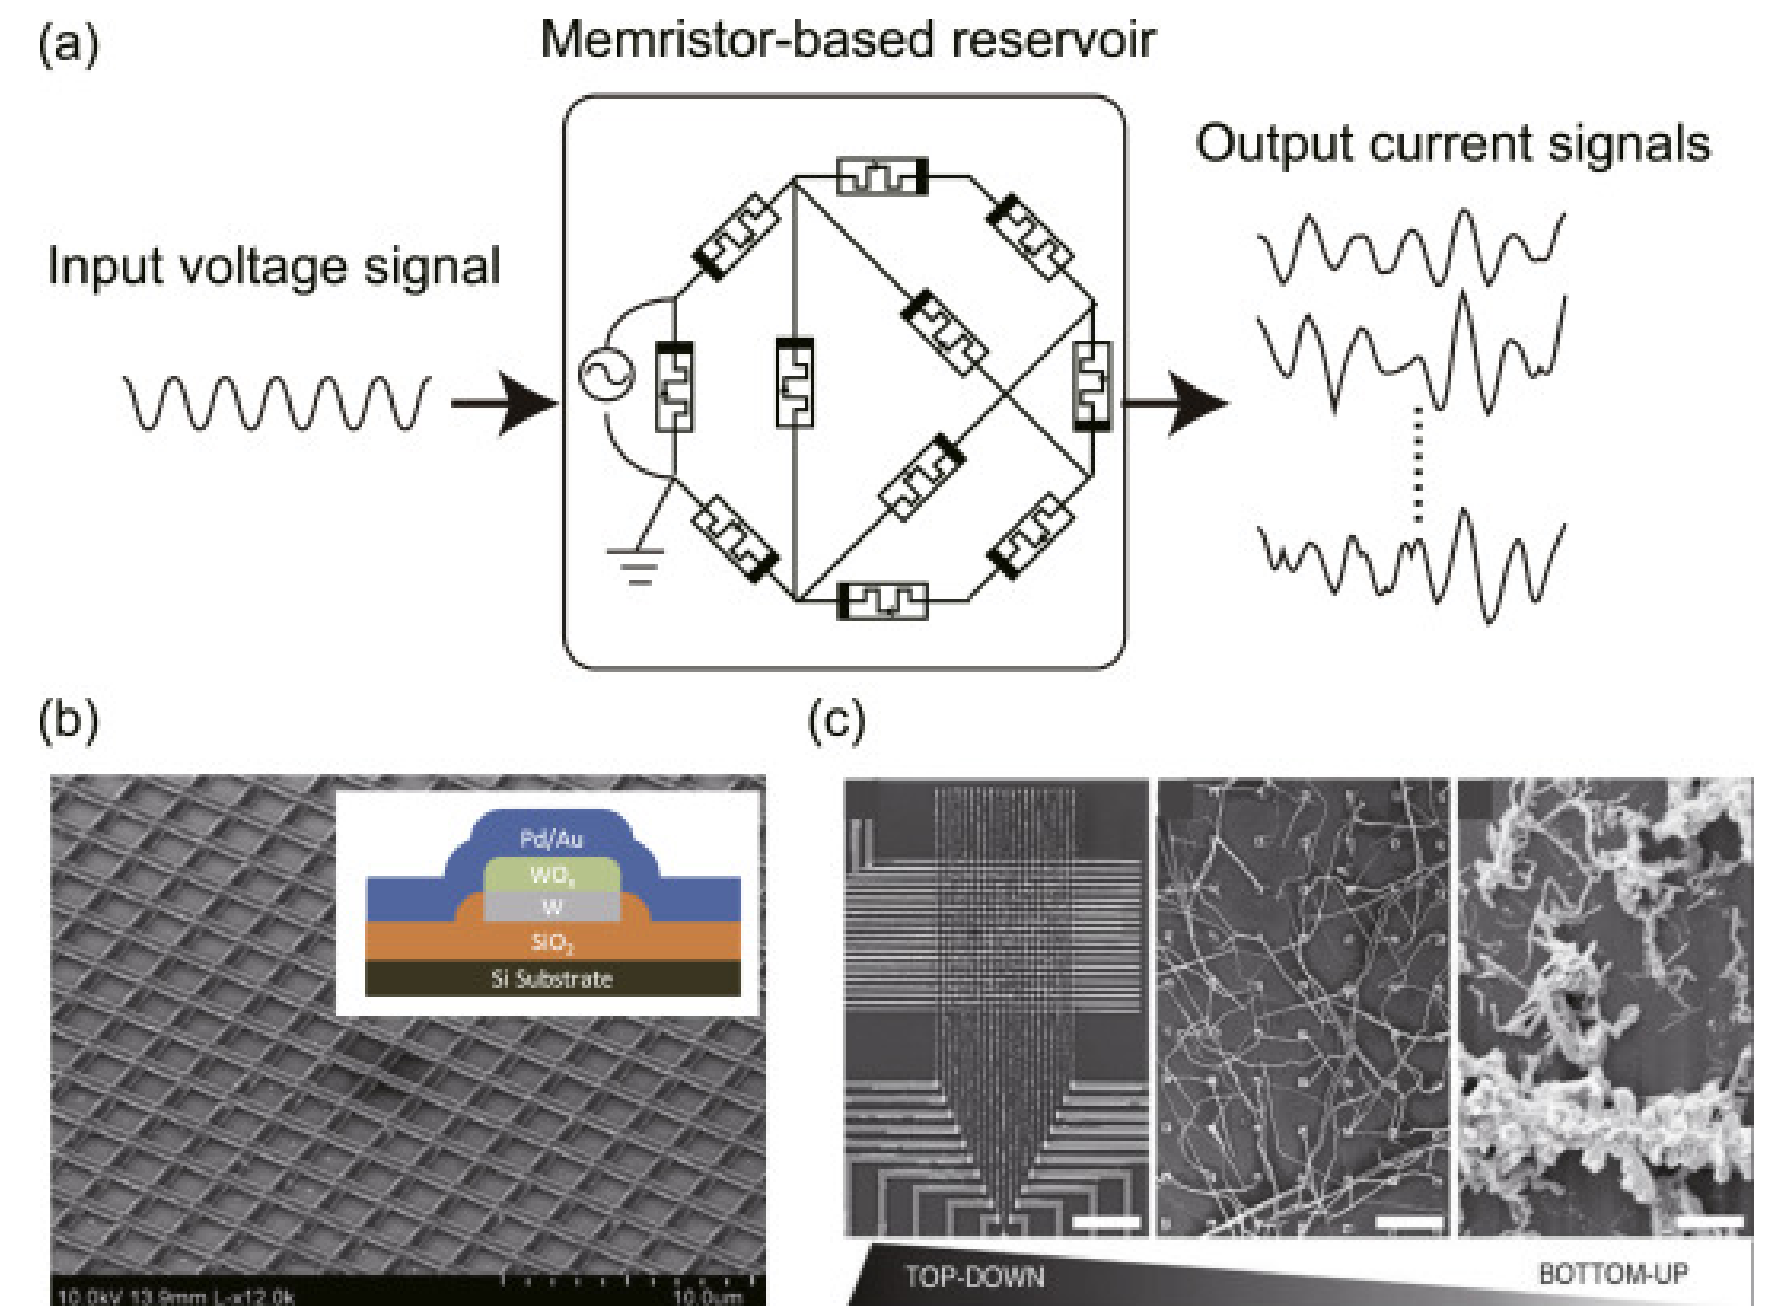 (a)
Memristor-based reservoir
Output current signals
Input voltage signal
(b)
(c)
Pd/Au
WOₓ
W
SiO₂
Si Substrate
10.0kV 13.9mm L-x12.0k
10.0um
TOP-DOWN
BOTTOM-UP